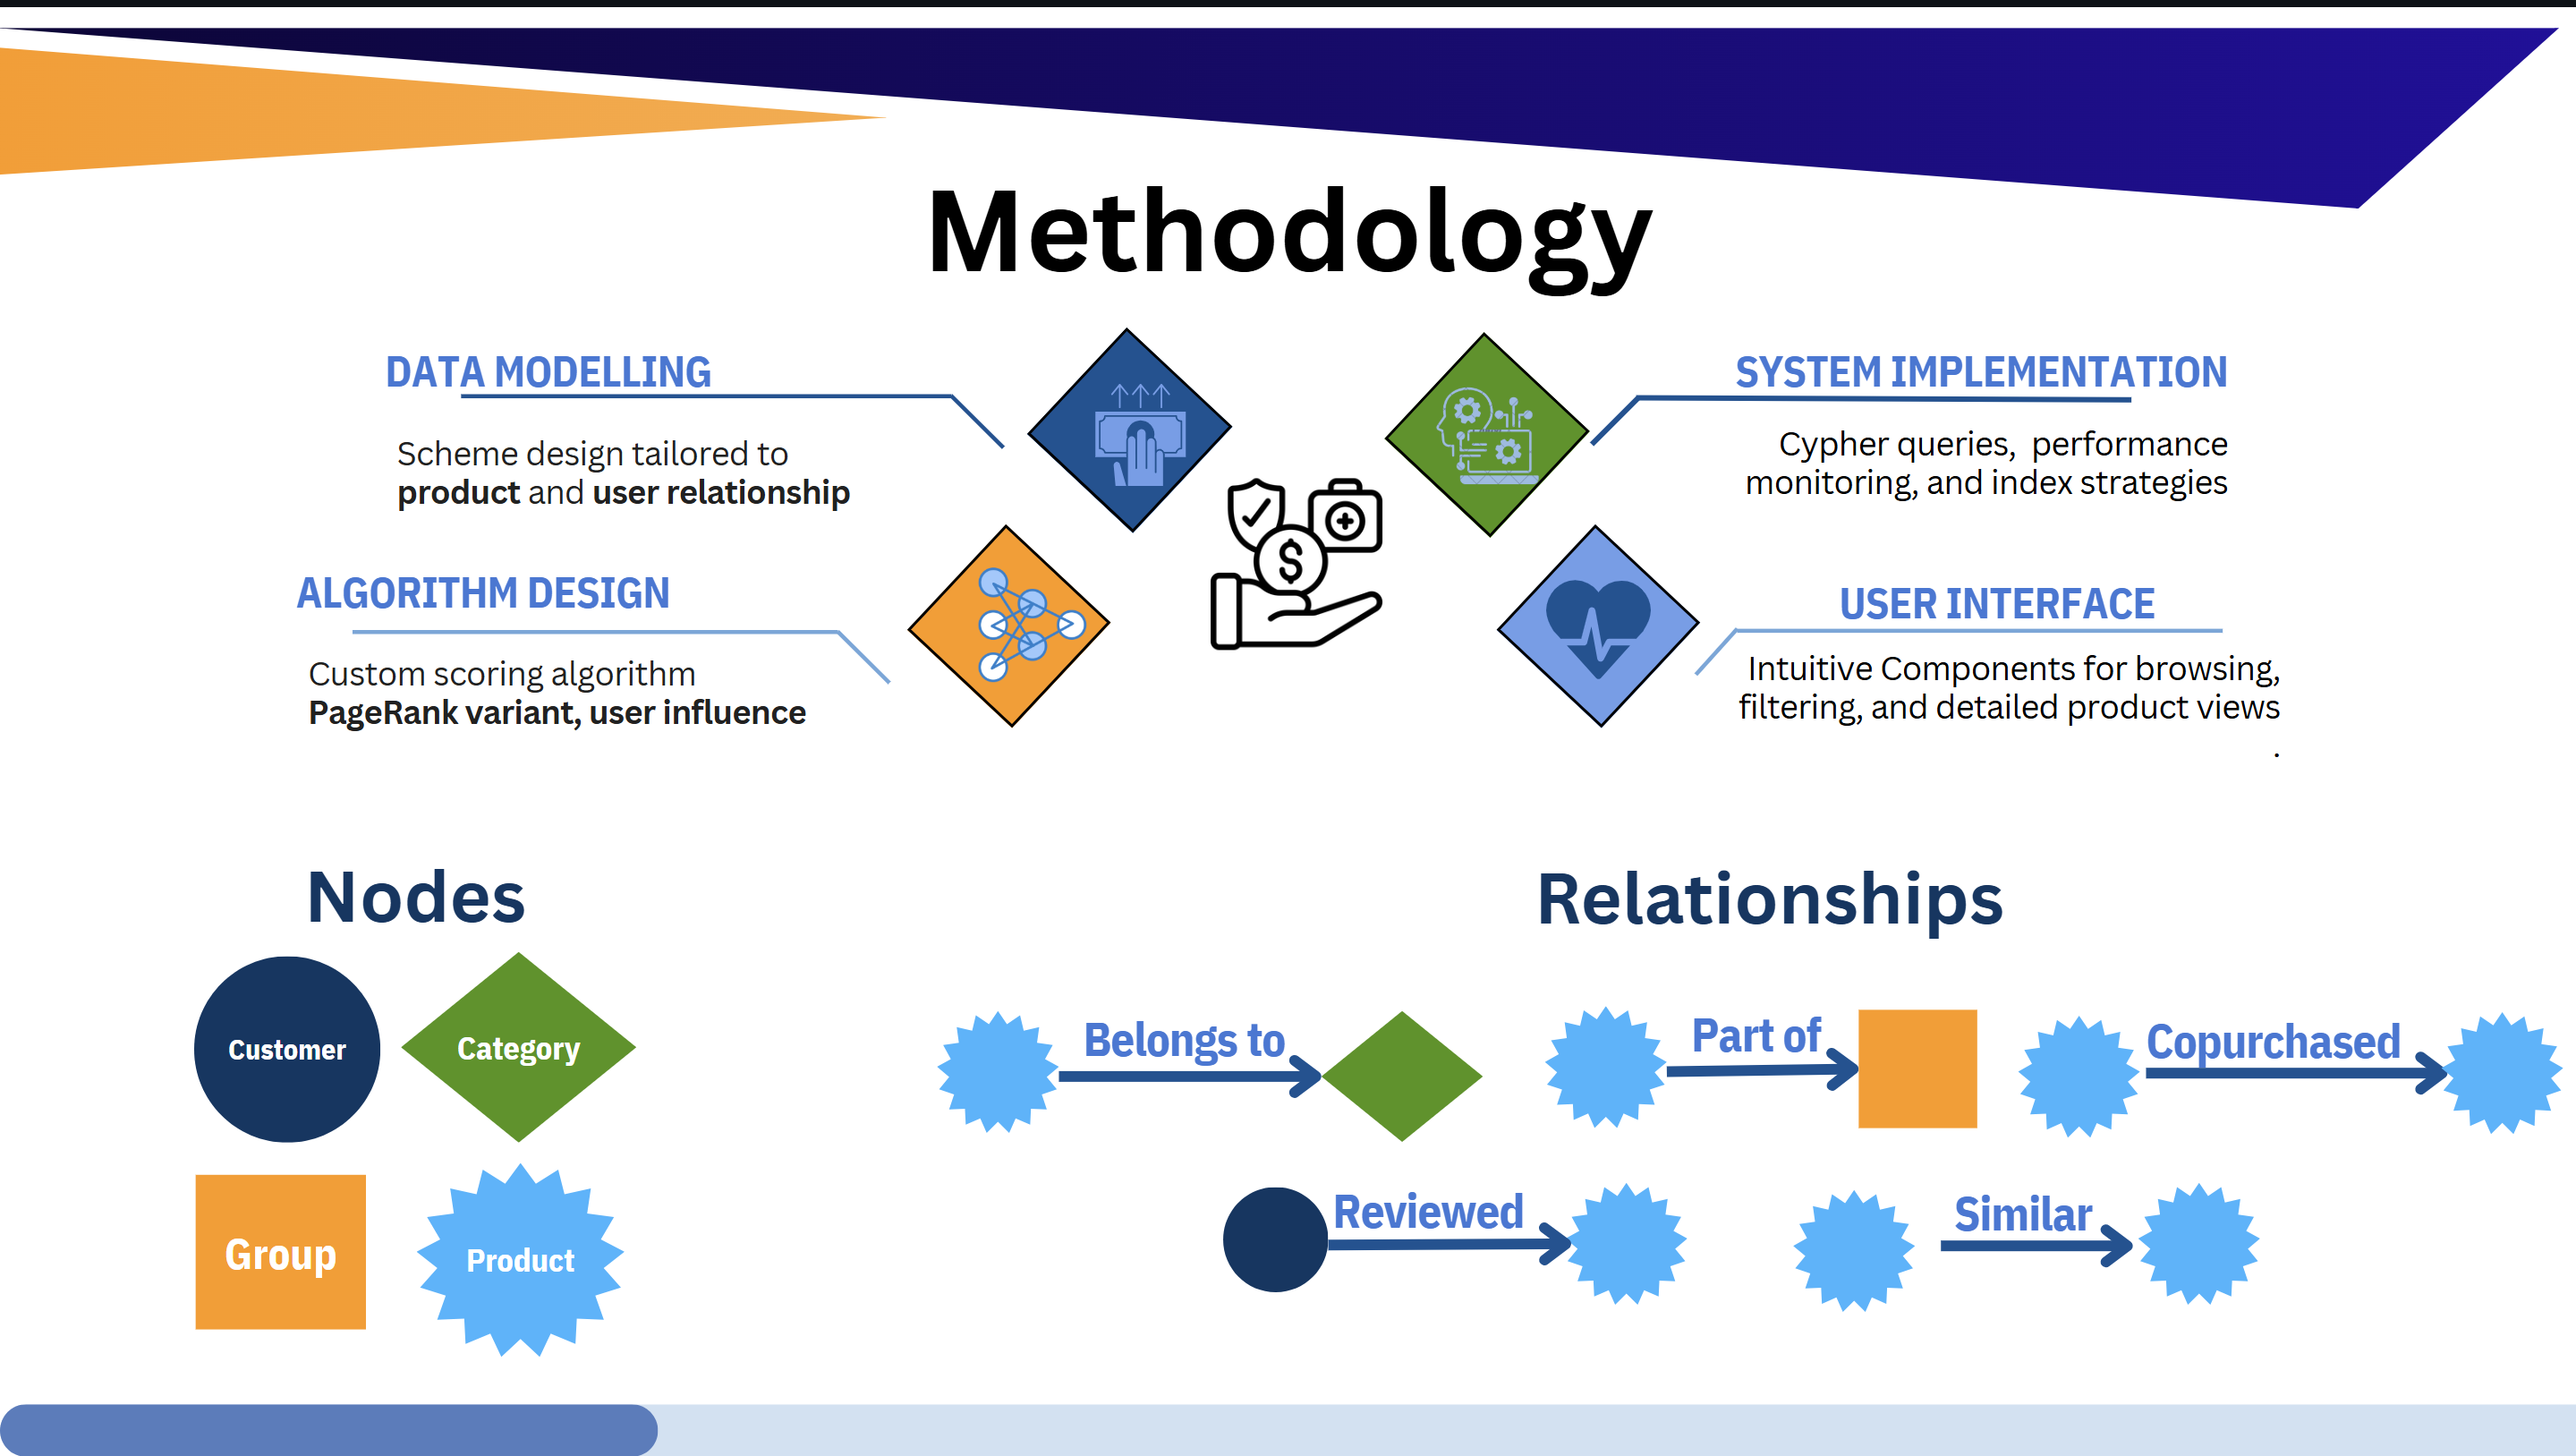 Methodology
DATA MODELLING
Scheme design tailored to
product and user relationship
ALGORITHM DESIGN
Custom scoring algorithm
PageRank variant, user influence
SYSTEM IMPLEMENTATION
Cypher queries,  performance
monitoring, and index strategies
USER INTERFACE
Intuitive Components for browsing,
filtering, and detailed product views
.
$
Nodes
Customer
Category
Group
Product
Relationships
Belongs to
Part of
Copurchased
Reviewed
Similar